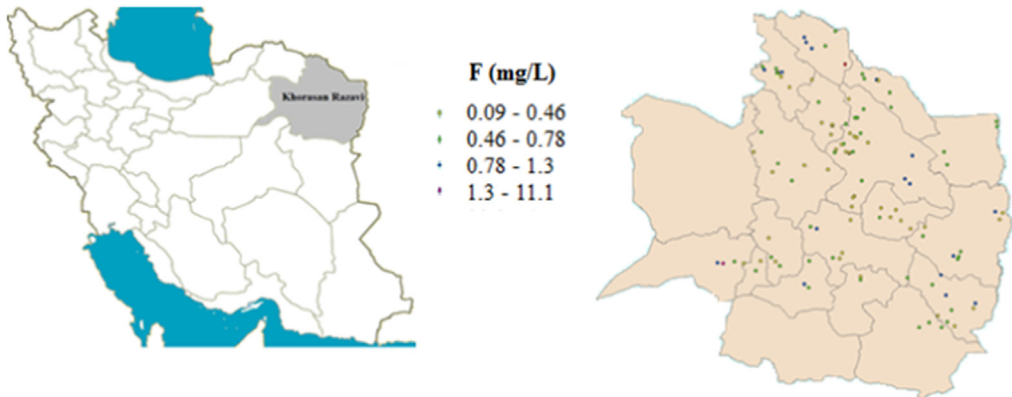 Khorasan Razavi
F (mg/L)
0.09 - 0.46
0.46 - 0.78
0.78 - 1.3
1.3 - 11.1